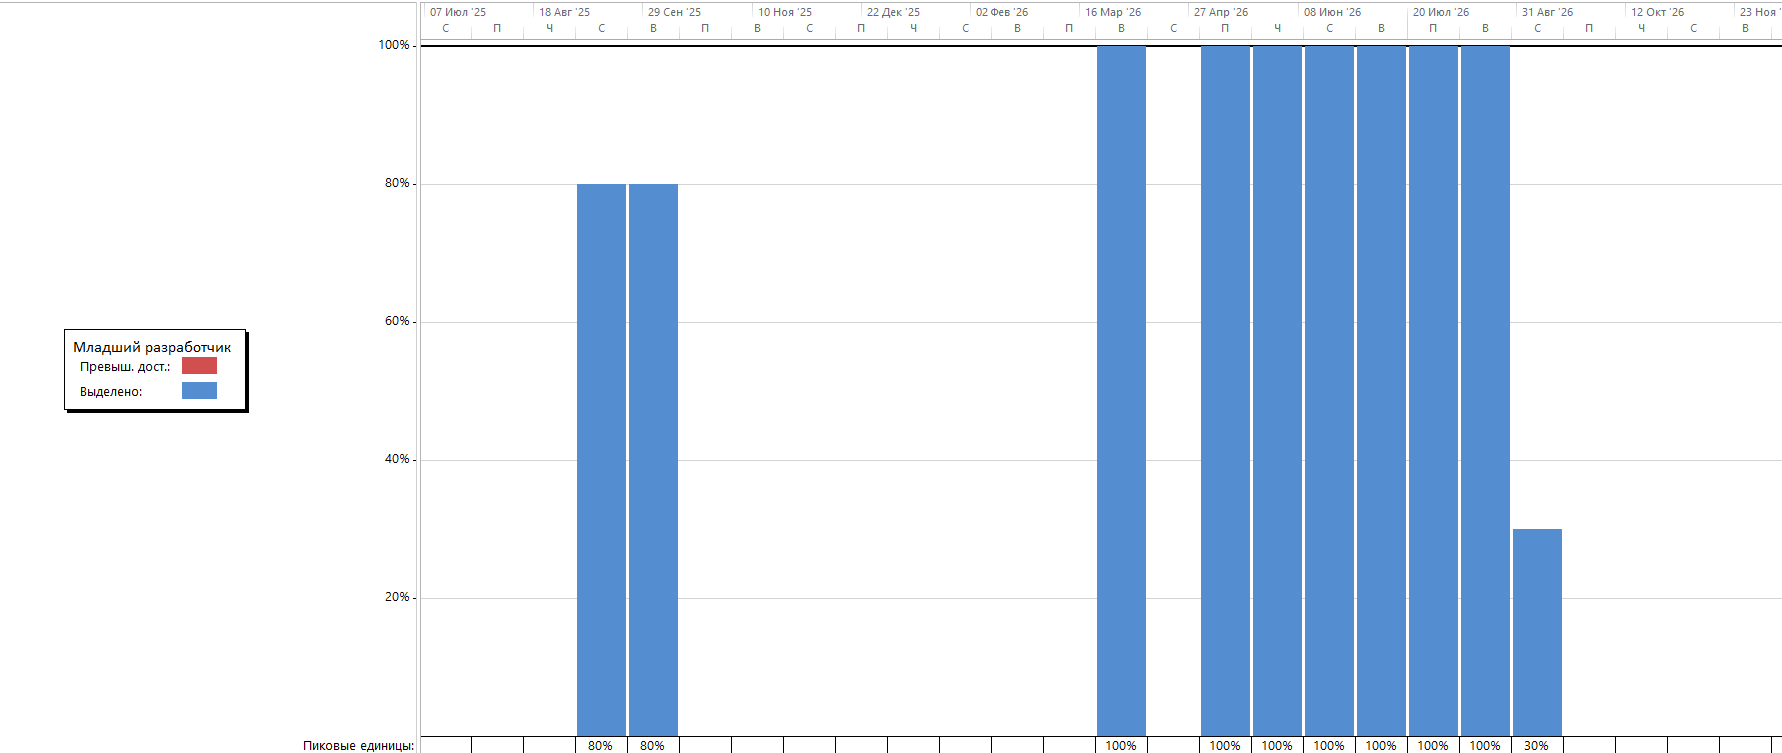 07 Июл '25 18 Авг '25 29 Сен '25 10 Ноя '25 22 Дек '25 02 Фев '26 16 Мар '26 27 Апр '26 08 Июн '26 20 Июл '26 31 Авг '26 12 Окт '26 23 Ноя '
С П Ч С В П В С П Ч С В П В С П Ч С В П В С П Ч С В
100%
80%
60%
Младший разработчик
Превыш. дост.:
Выделено:
40%
20%
Пиковые единицы: 80% 80% 100% 100% 100% 100% 100% 100% 100% 30%